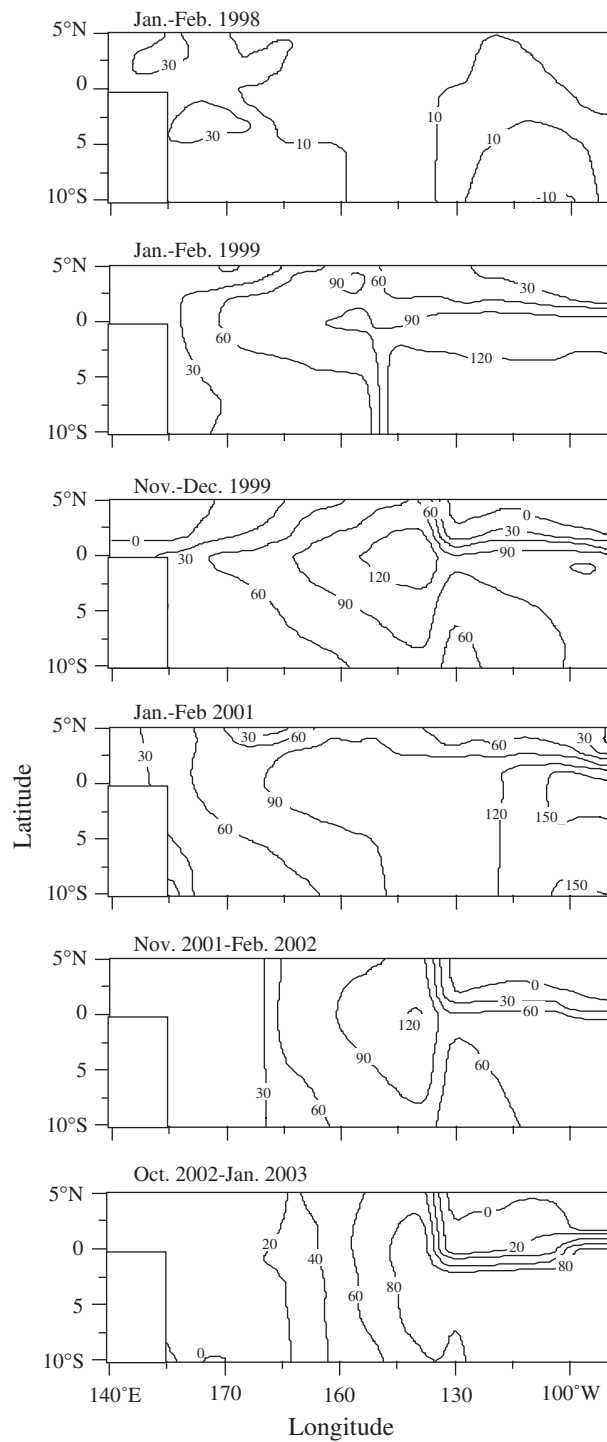 Jan.-Feb. 1998
5°N
30
0
30
10
10
5
10
10°S
-10
Jan.-Feb. 1999
5°N
90
60
30
0
60
90
30
120
5
10°S
Nov.-Dec. 1999
5°N
60
0
0
30
30
90
0
120
60
90
5
60
10°S
Jan.-Feb 2001
5°N
30
60
60
30
30
0
90
60
120
150
5
150
10°S
Nov. 2001-Feb. 2002
5°N
0
30
0
120
60
90
5
60
30
60
10°S
Oct. 2002-Jan. 2003
5°N
0
20
20
0
40
80
60
80
5
0
10°S
140°E
170
160
130
100°W
Latitude
Longitude